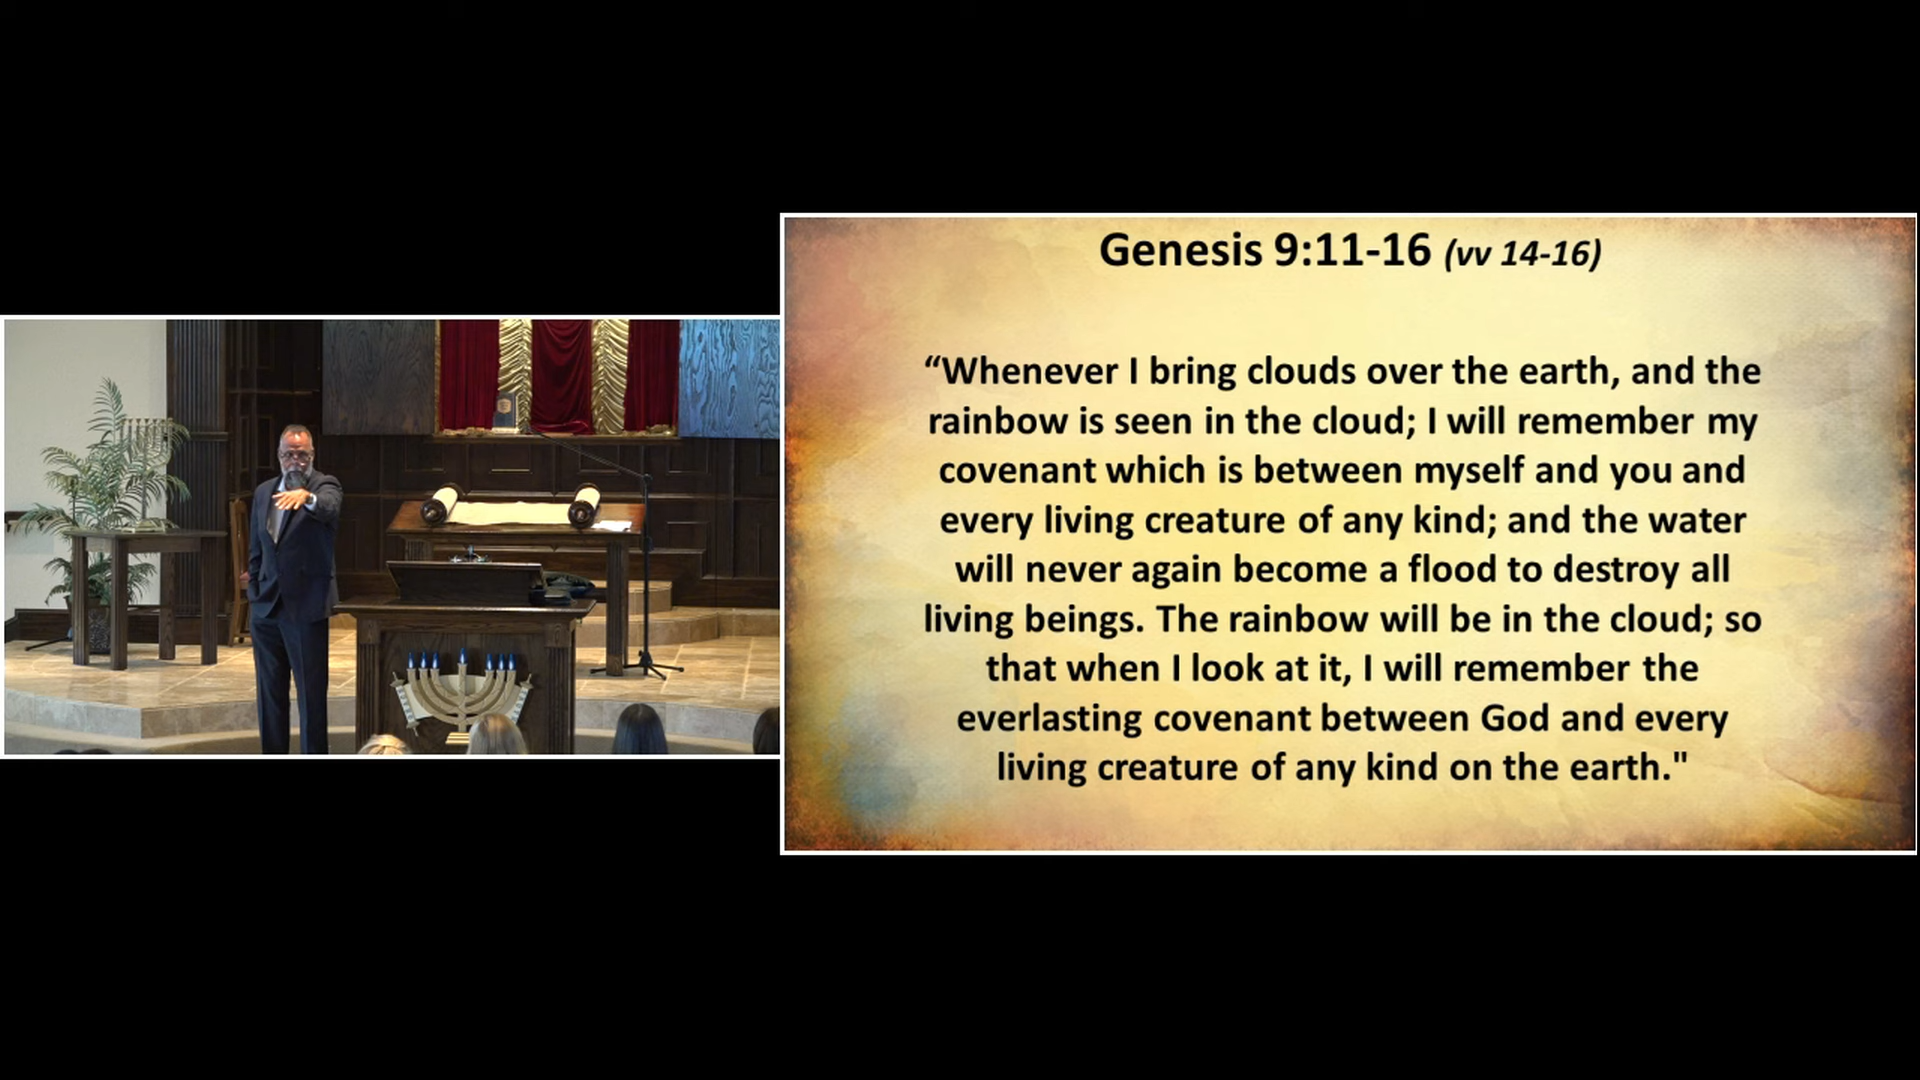 Genesis 9:11-16 (vv 14-16)
“Whenever I bring clouds over the earth, and the
rainbow is seen in the cloud; I will remember my
covenant which is between myself and you and
every living creature of any kind; and the water
will never again become a flood to destroy all
living beings. The rainbow will be in the cloud; so
that when I look at it, I will remember the
everlasting covenant between God and every
living creature of any kind on the earth."